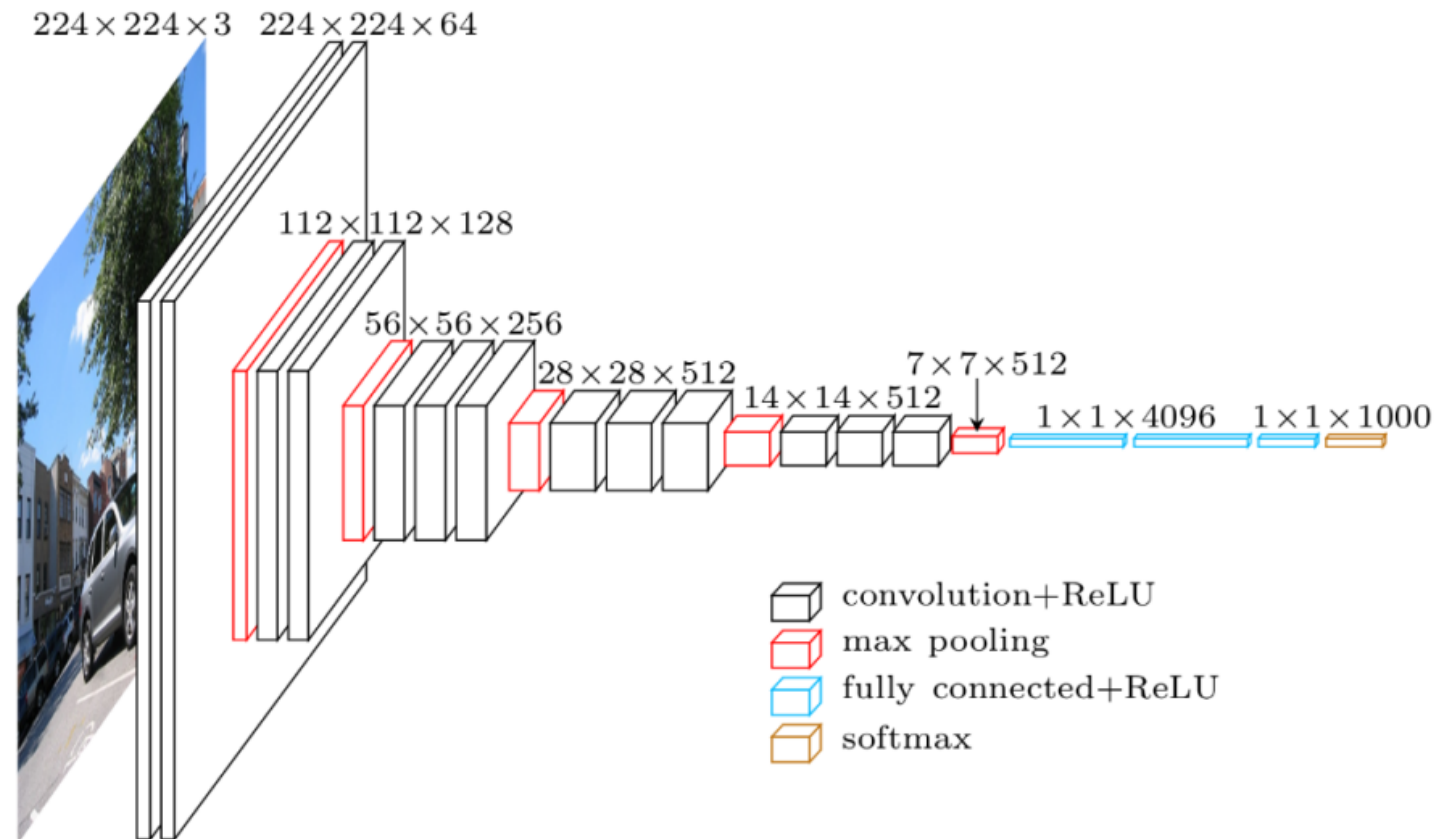 224×224×3
224×224×64
112×112×128
56×56×256
28×28×512
14×14×512
7×7×512
1×1×4096
1×1×1000
convolution+ReLU
max pooling
fully connected+ReLU
softmax